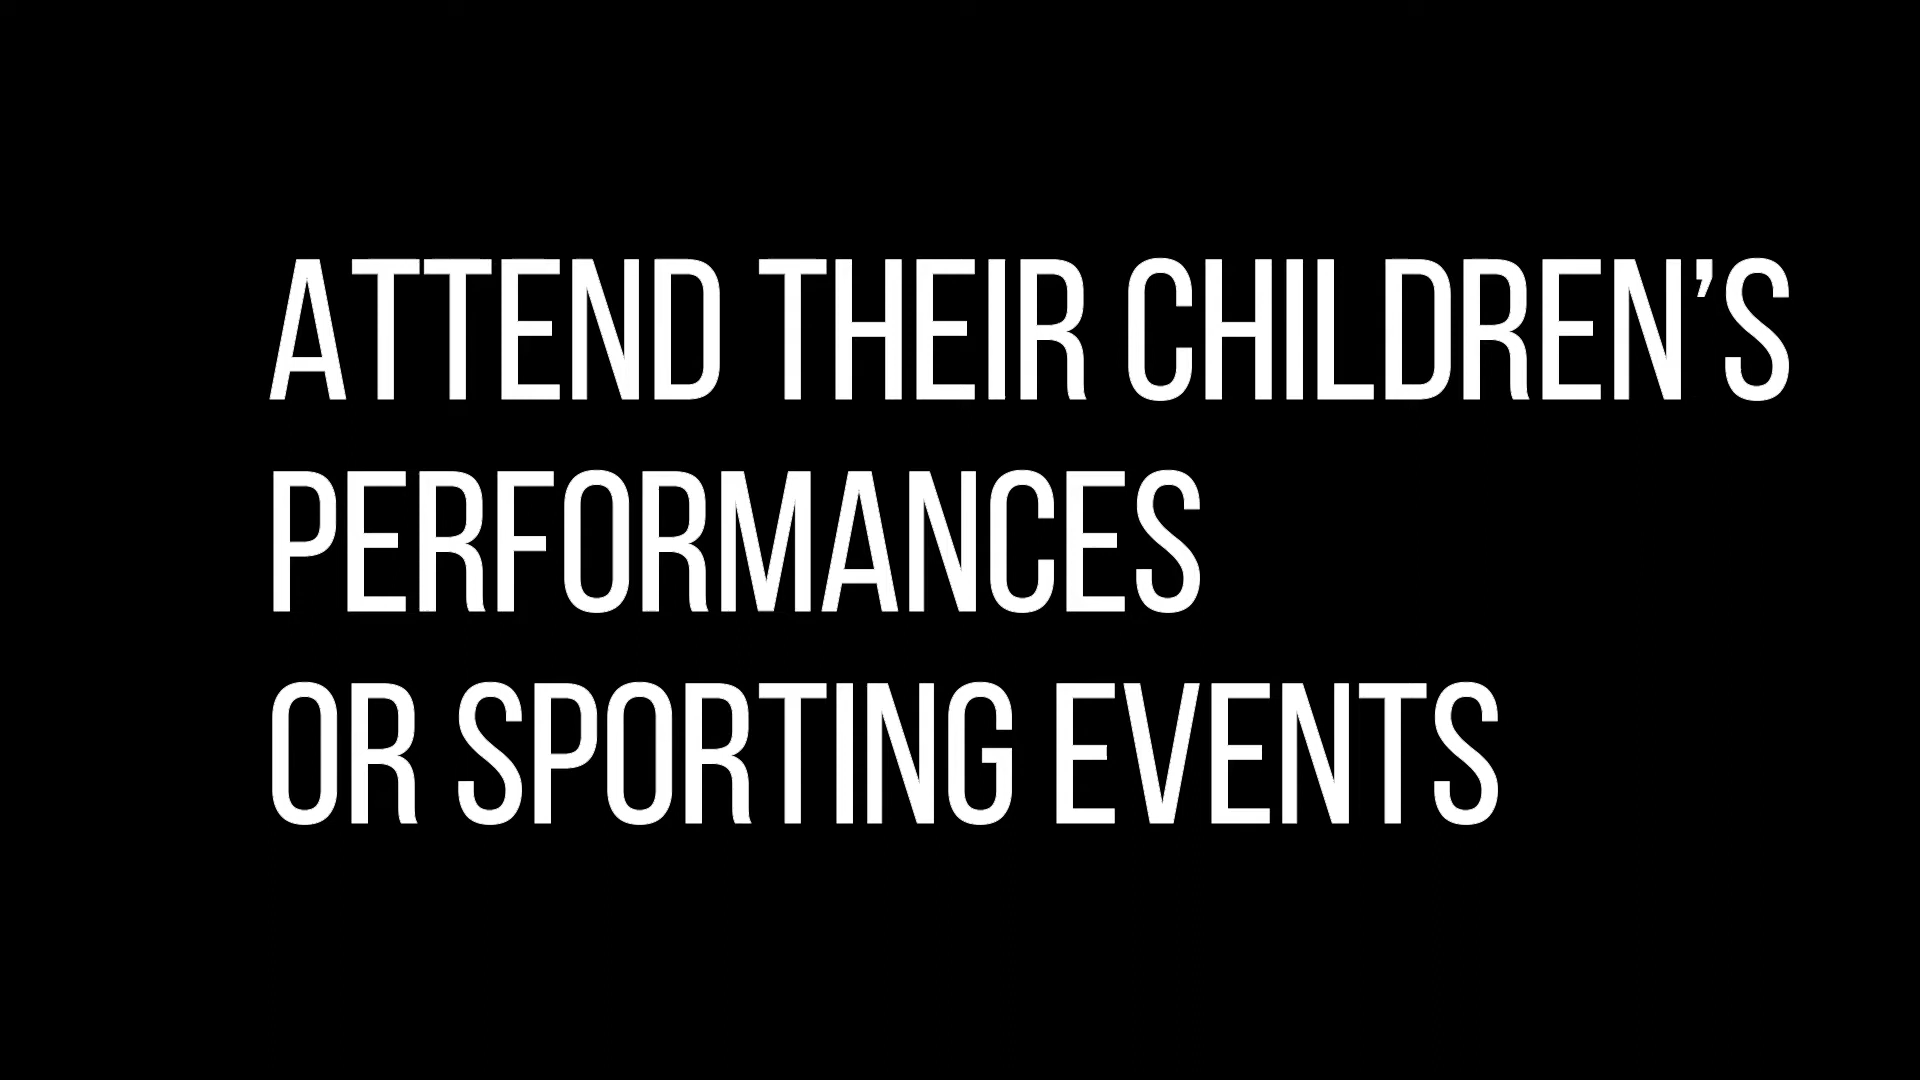 ATTEND THEIR CHILDREN’S
PERFORMANCES
OR SPORTING EVENTS